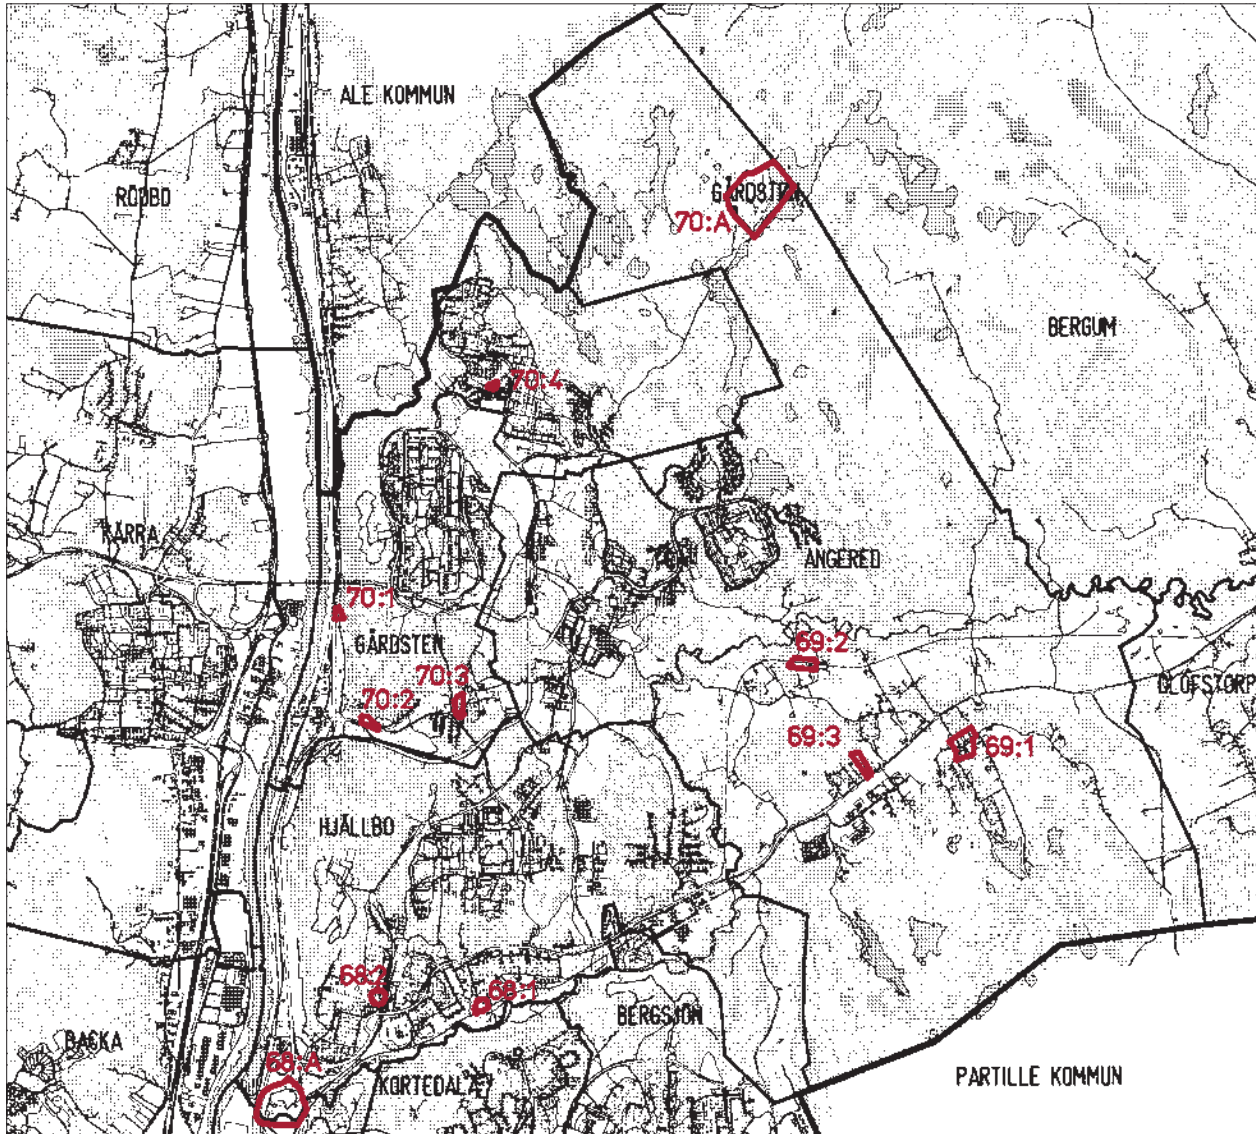 ALE KOMMUN
RÖDBO
GÅRDSTEN
70:A
BERGUM
70:4
KÄRRA
ANGERED
70:1
GÅRDSTEN
69:2
70:3
OLOFSTORP
70:2
69:3
69:1
HJÄLLBO
68:2
68:1
BERGSJÖN
BACKA
68:A
KORTEDALA
PARTILLE KOMMUN